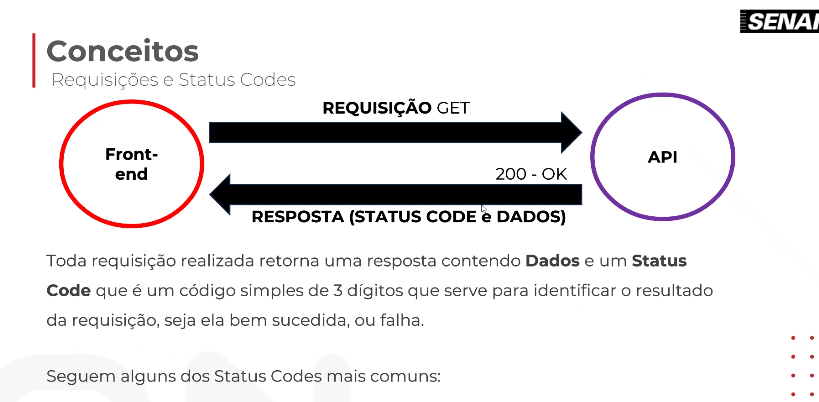 SENAI
Conceitos
Requisições e Status Codes
REQUISIÇÃO GET
Front-
end
API
200 - OK
RESPOSTA (STATUS CODE e DADOS)
Toda requisição realizada retorna uma resposta contendo Dados e um Status
Code que é um código simples de 3 dígitos que serve para identificar o resultado
da requisição, seja ela bem sucedida, ou falha.
Seguem alguns dos Status Codes mais comuns: